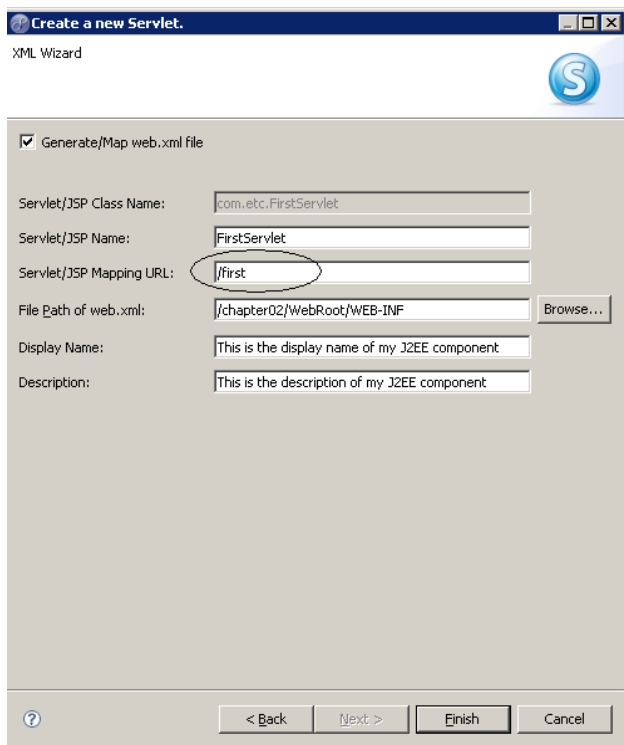 Create a new Servlet.
XML Wizard
S
Generate/Map web.xml file
Servlet/JSP Class Name: com.etc.FirstServlet
Servlet/JSP Name: FirstServlet
Servlet/JSP Mapping URL: /first
File Path of web.xml: /chapter02/WebRoot/WEB-INF Browse...
Display Name: This is the display name of my J2EE component
Description: This is the description of my J2EE component
? < Back Next > Finish Cancel